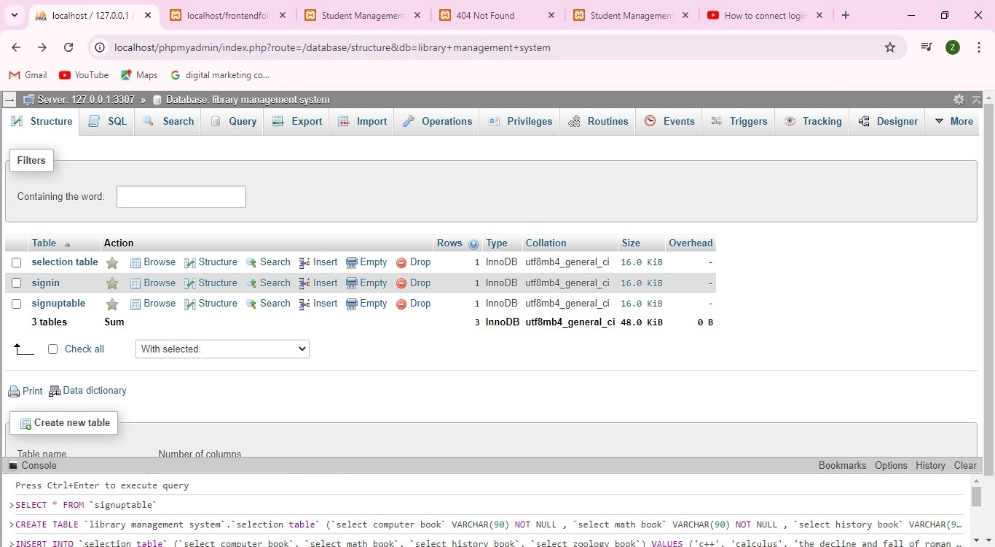 localhost / 127.0.0.1
localhost/frontendfol
Student Managemen
404 Not Found
Student Managemen
How to connect login
localhost/phpmyadmin/index.php?route=/database/structure&db=library+management+system
Z
Gmail
YouTube
Maps
digital marketing co...
Server: 127.0.0.1:3307 » Database: library management system
Structure SQL Search Query Export Import Operations Privileges Routines Events Triggers Tracking Designer More
Filters
Containing the word:
Table Action Rows Type Collation Size Overhead
selection table Browse Structure Search Insert Empty Drop 1 InnoDB utf8mb4_general_ci 16.0 KiB -
signin Browse Structure Search Insert Empty Drop 1 InnoDB utf8mb4_general_ci 16.0 KiB -
signuptable Browse Structure Search Insert Empty Drop 1 InnoDB utf8mb4_general_ci 16.0 KiB -
3 tables Sum 3 InnoDB utf8mb4_general_ci 48.0 KiB 0 B
Check all With selected:
Print Data dictionary
Create new table
Table name Number of columns
Console Bookmarks Options History Clear
Press Ctrl+Enter to execute query
>SELECT * FROM `signuptable`
>CREATE TABLE `library management system`.`selection table` (`select computer book` VARCHAR(90) NOT NULL , `select math book` VARCHAR(90) NOT NULL , `select history book` VARCHAR(9...
>INSERT INTO `selection table` (`select computer book`, `select math book`, `select history book`, `select zoology book`) VALUES ('c++', 'calculus', 'the decline and fall of roman ...